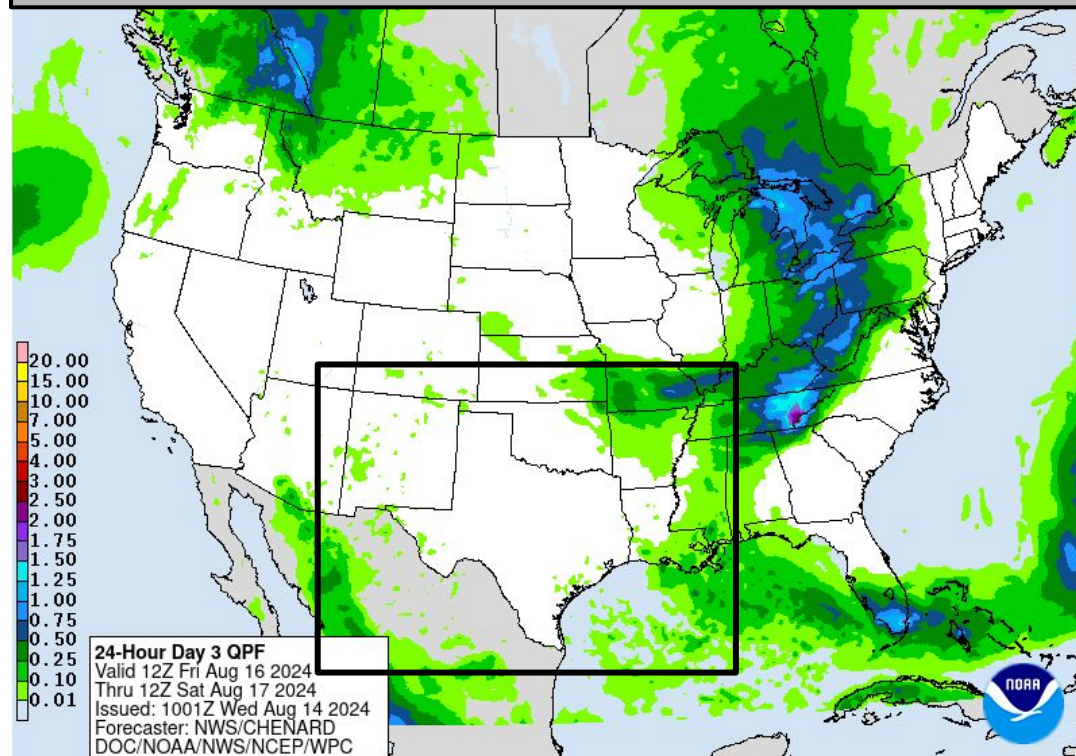 20.00
15.00
10.00
7.00
5.00
4.00
3.00
2.50
2.00
1.75
1.50
1.25
1.00
0.75
0.50
0.25
0.10
0.01
24-Hour Day 3 QPF
Valid 12Z Fri Aug 16 2024
Thru 12Z Sat Aug 17 2024
Issued: 1001Z Wed Aug 14 2024
Forecaster: NWS/CHENARD
DOC/NOAA/NWS/NCEP/WPC
NOAA